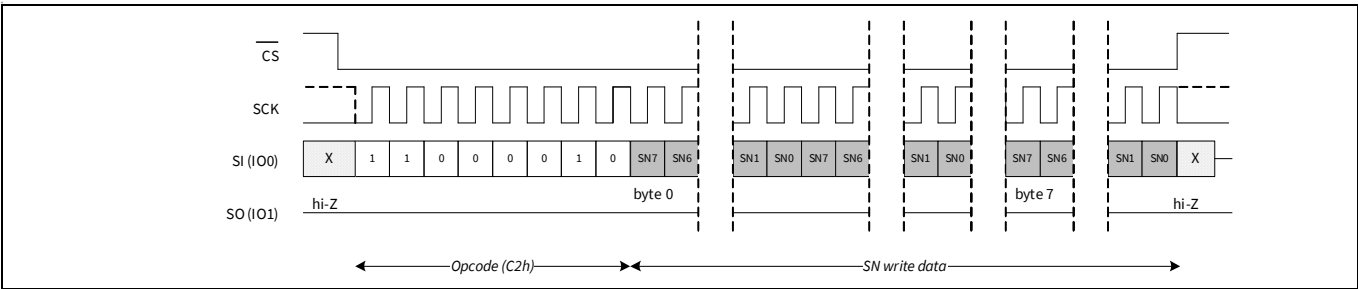 CS
SCK
SI (IO0) X 1 1 0 0 0 0 1 0 SN7 SN6 SN1 SN0 SN7 SN6 SN1 SN0 SN7 SN6 SN1 SN0 X
byte 0 byte 7
hi-Z hi-Z
SO (IO1)
Opcode (C2h) SN write data